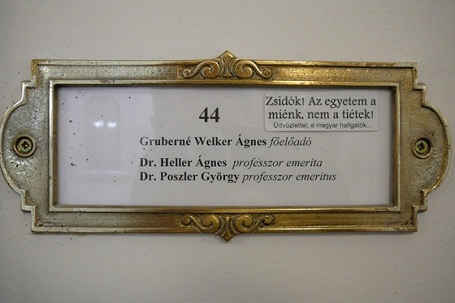 44
Zsidók! Az egyetem a
miénk, nem a tiétek!
Üdvözlettel, a magyar hallgatók...
Gruberné Welker Ágnes főelőadó
Dr. Heller Ágnes professzor emerita
Dr. Poszler György professzor emeritus